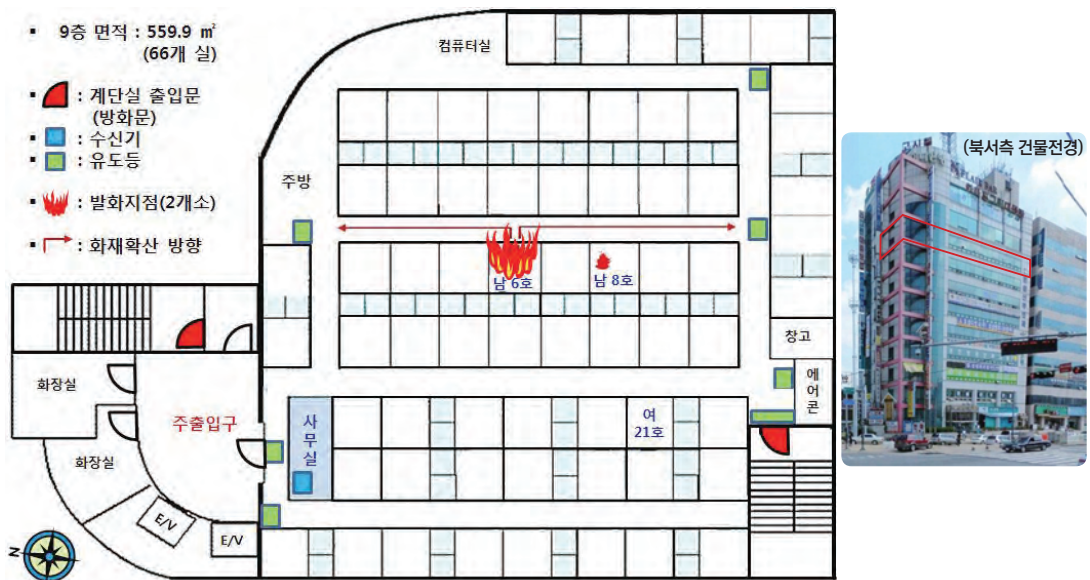 ▪ 9층 면적 : 559.9 ㎡
(66개 실)
▪ : 계단실 출입문
(방화문)
▪ : 수신기
▪ : 유도등
▪ : 발화지점(2개소)
▪ : 화재확산 방향
컴퓨터실
주방
남 6호
남 8호
창고
에어콘
화장실
주출입구
화장실
사무실
여
21호
E/V
E/V
N
(북서측 건물전경)
고시텔